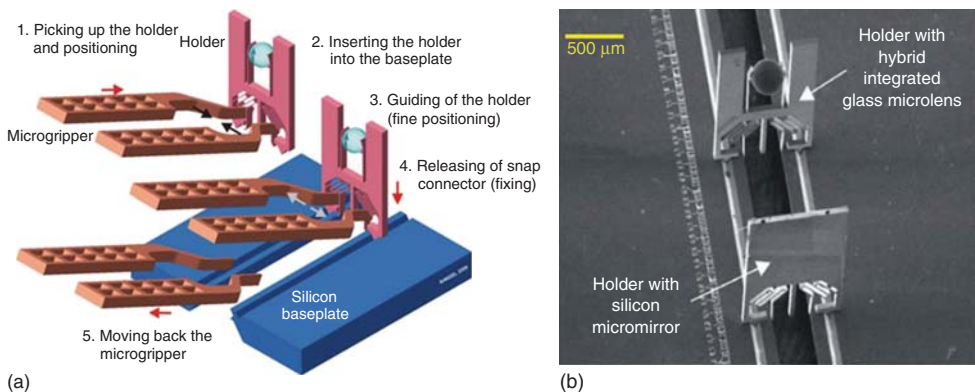 1. Picking up the holder
and positioning
Holder
2. Inserting the holder
into the baseplate
3. Guiding of the holder
(fine positioning)
Microgripper
4. Releasing of snap
connector (fixing)
Silicon
baseplate
5. Moving back the
microgripper
(a)
500 μm
Holder with
hybrid
integrated
glass microlens
Holder with
silicon
micromirror
(b)